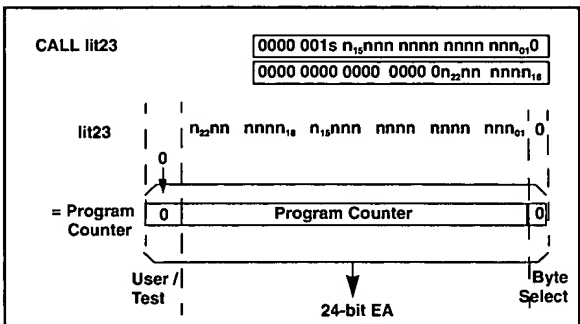 CALL lit23
0000 001s n₁₅nnn nnnn nnnn nnn₀₁0
0000 0000 0000 0000 0n₂₂nn nnnn₁₆
lit23 n₂₂nn nnnn₁₆ n₁₅nnn nnnn nnnn nnn₀₁ 0
0
= Program Counter 0 Program Counter 0
User / Test
Byte Select
24-bit EA